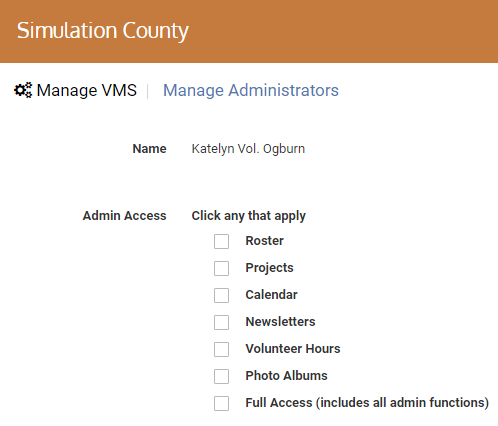 Simulation County
Manage VMS | Manage Administrators
Name Katelyn Vol. Ogburn
Admin Access Click any that apply
Roster
Projects
Calendar
Newsletters
Volunteer Hours
Photo Albums
Full Access (includes all admin functions)